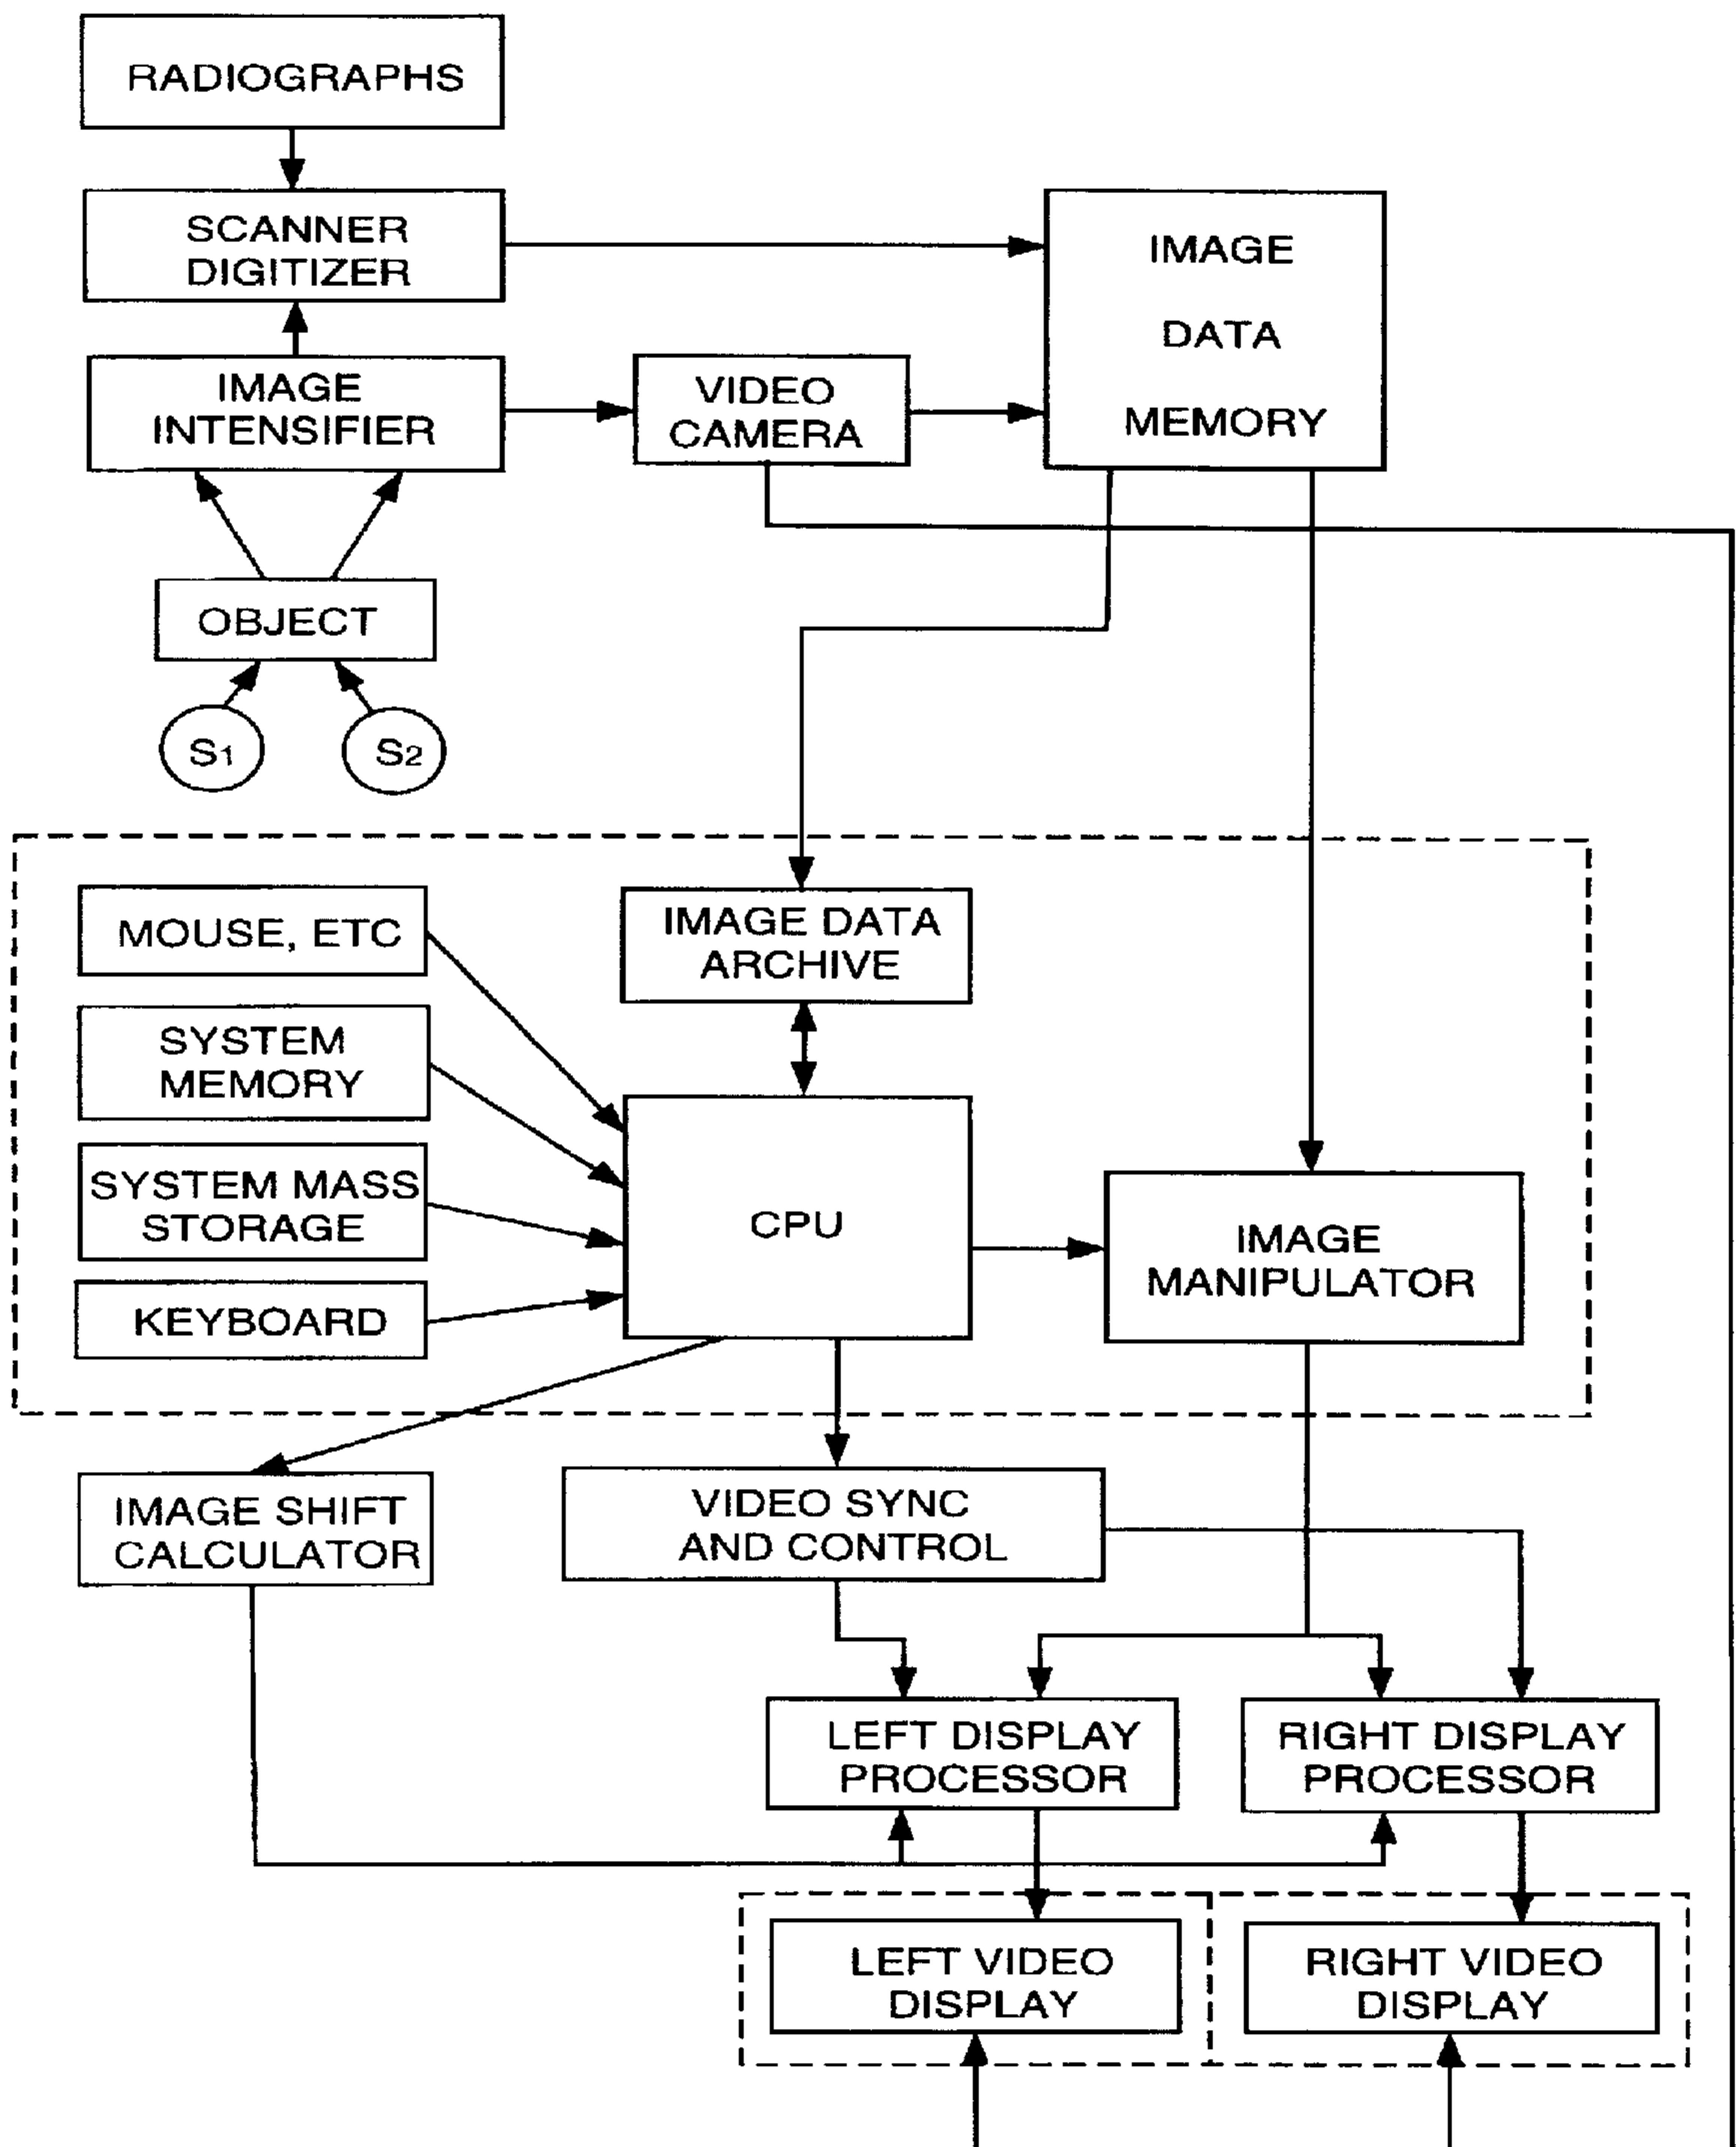 RADIOGRAPHS
SCANNER
DIGITIZER
IMAGE
INTENSIFIER
VIDEO
CAMERA
IMAGE
DATA
MEMORY
OBJECT
S1
S2
MOUSE, ETC
SYSTEM
MEMORY
SYSTEM MASS
STORAGE
KEYBOARD
IMAGE DATA
ARCHIVE
CPU
IMAGE
MANIPULATOR
IMAGE SHIFT
CALCULATOR
VIDEO SYNC
AND CONTROL
LEFT DISPLAY
PROCESSOR
RIGHT DISPLAY
PROCESSOR
LEFT VIDEO
DISPLAY
RIGHT VIDEO
DISPLAY